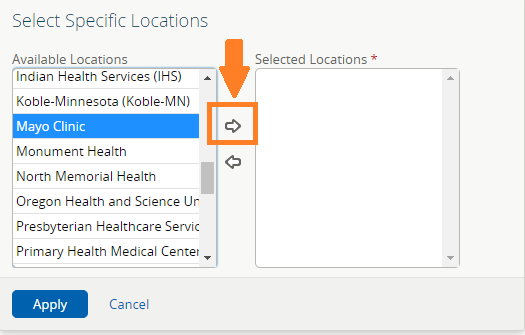 Select Specific Locations
Available Locations
Selected Locations *
Indian Health Services (IHS)
Koble-Minnesota (Koble-MN)
Mayo Clinic
Monument Health
North Memorial Health
Oregon Health and Science Un
Presbyterian Healthcare Servic
Primary Health Medical Center
Apply
Cancel